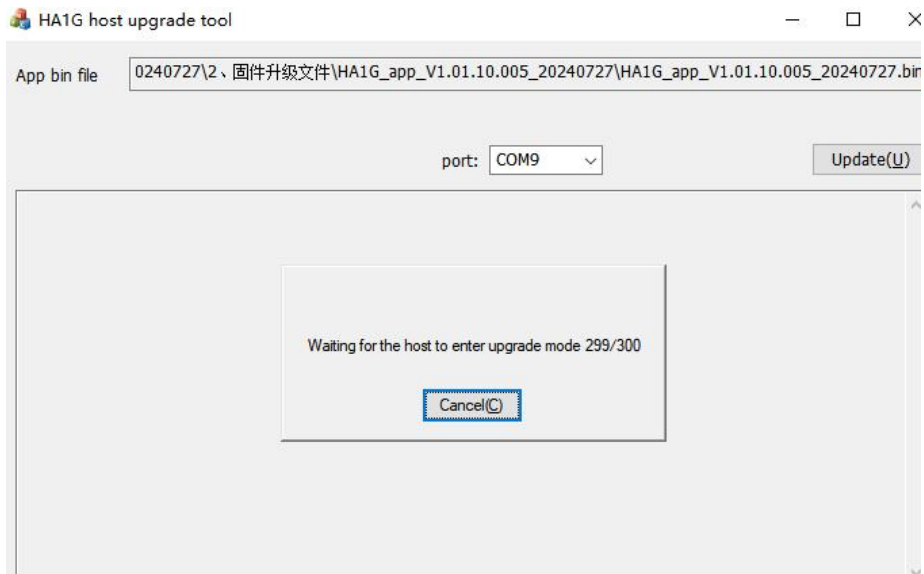 HA1G host upgrade tool
App bin file
0240727\2、固件升级文件\HA1G_app_V1.01.10.005_20240727\HA1G_app_V1.01.10.005_20240727.bin
port:
COM9
Update(U)
Waiting for the host to enter upgrade mode 299/300
Cancel(C)